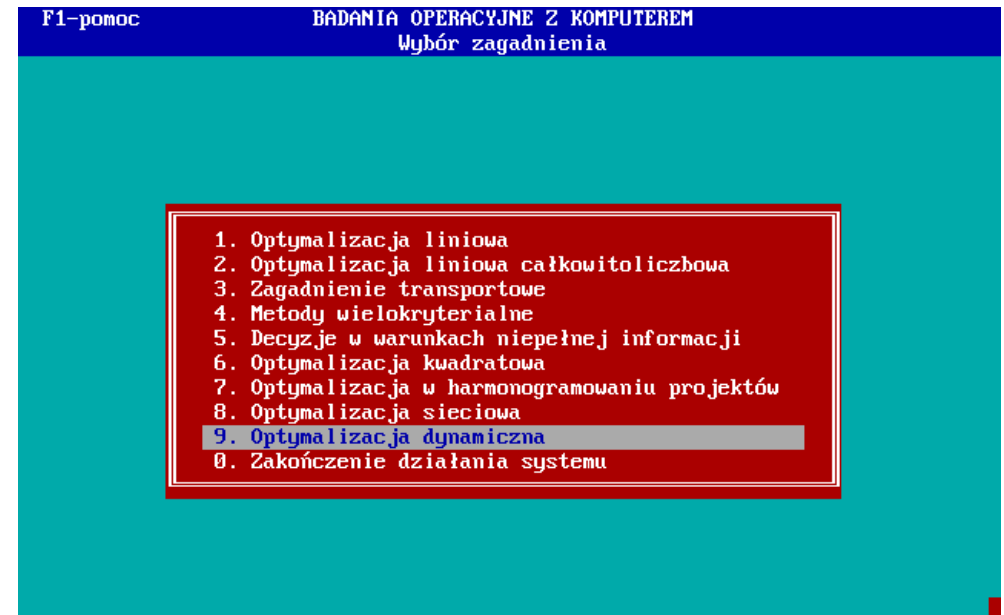 F1-pomoc BADANIA OPERACYJNE Z KOMPUTEREM
Wybór zagadnienia
1. Optymalizacja liniowa
2. Optymalizacja liniowa całkowitoliczbowa
3. Zagadnienie transportowe
4. Metody wielokryterialne
5. Decyzje w warunkach niepełnej informacji
6. Optymalizacja kwadratowa
7. Optymalizacja w harmonogramowaniu projektów
8. Optymalizacja sieciowa
9. Optymalizacja dynamiczna
0. Zakończenie działania systemu